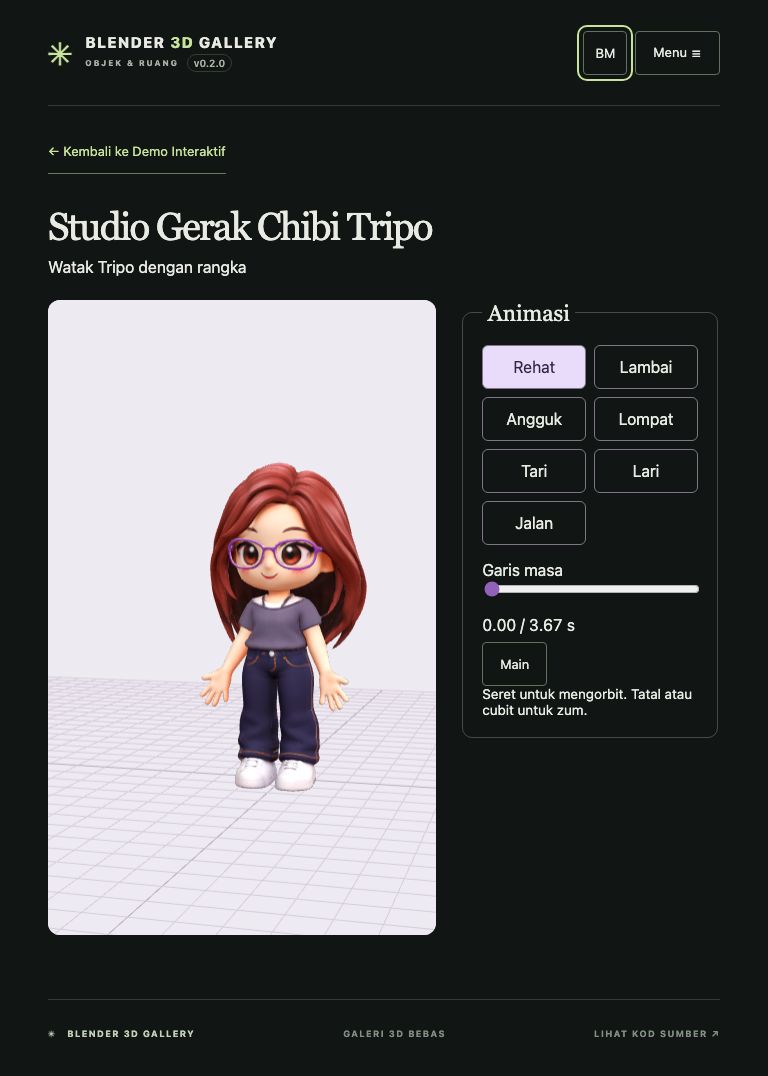 BLENDER 3D GALLERY
OBJEK & RUANG v0.2.0
BM
Menu ≡
← Kembali ke Demo Interaktif
Studio Gerak Chibi Tripo
Watak Tripo dengan rangka
Animasi
Rehat
Lambai
Angguk
Lompat
Tari
Lari
Jalan
Garis masa
0.00 / 3.67 s
Main
Seret untuk mengorbit. Tatal atau
cubit untuk zum.
BLENDER 3D GALLERY
GALERI 3D BEBAS
LIHAT KOD SUMBER ↗